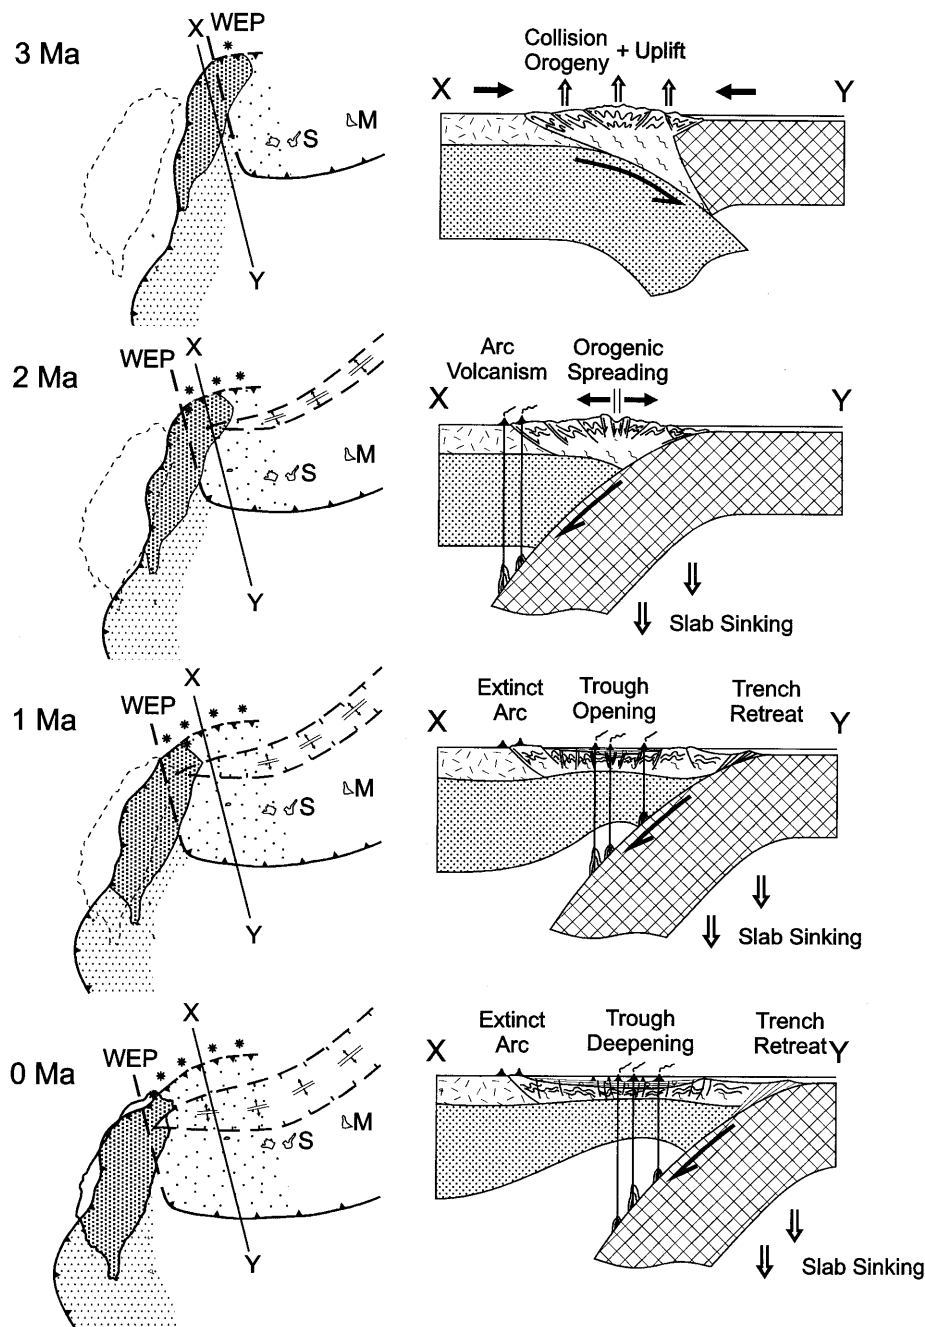 3 Ma
X WEP
S
M
Y
Collision
Orogeny + Uplift
X
Y
2 Ma
WEP
X
S
M
Y
Arc
Volcanism
Orogenic
Spreading
X
Y
Slab Sinking
1 Ma
WEP
X
S
M
Y
Extinct
Arc
Trough
Opening
Trench
Retreat
X
Y
Slab Sinking
0 Ma
WEP
X
S
M
Y
Extinct
Arc
Trough
Deepening
Trench
Retreat
X
Y
Slab Sinking